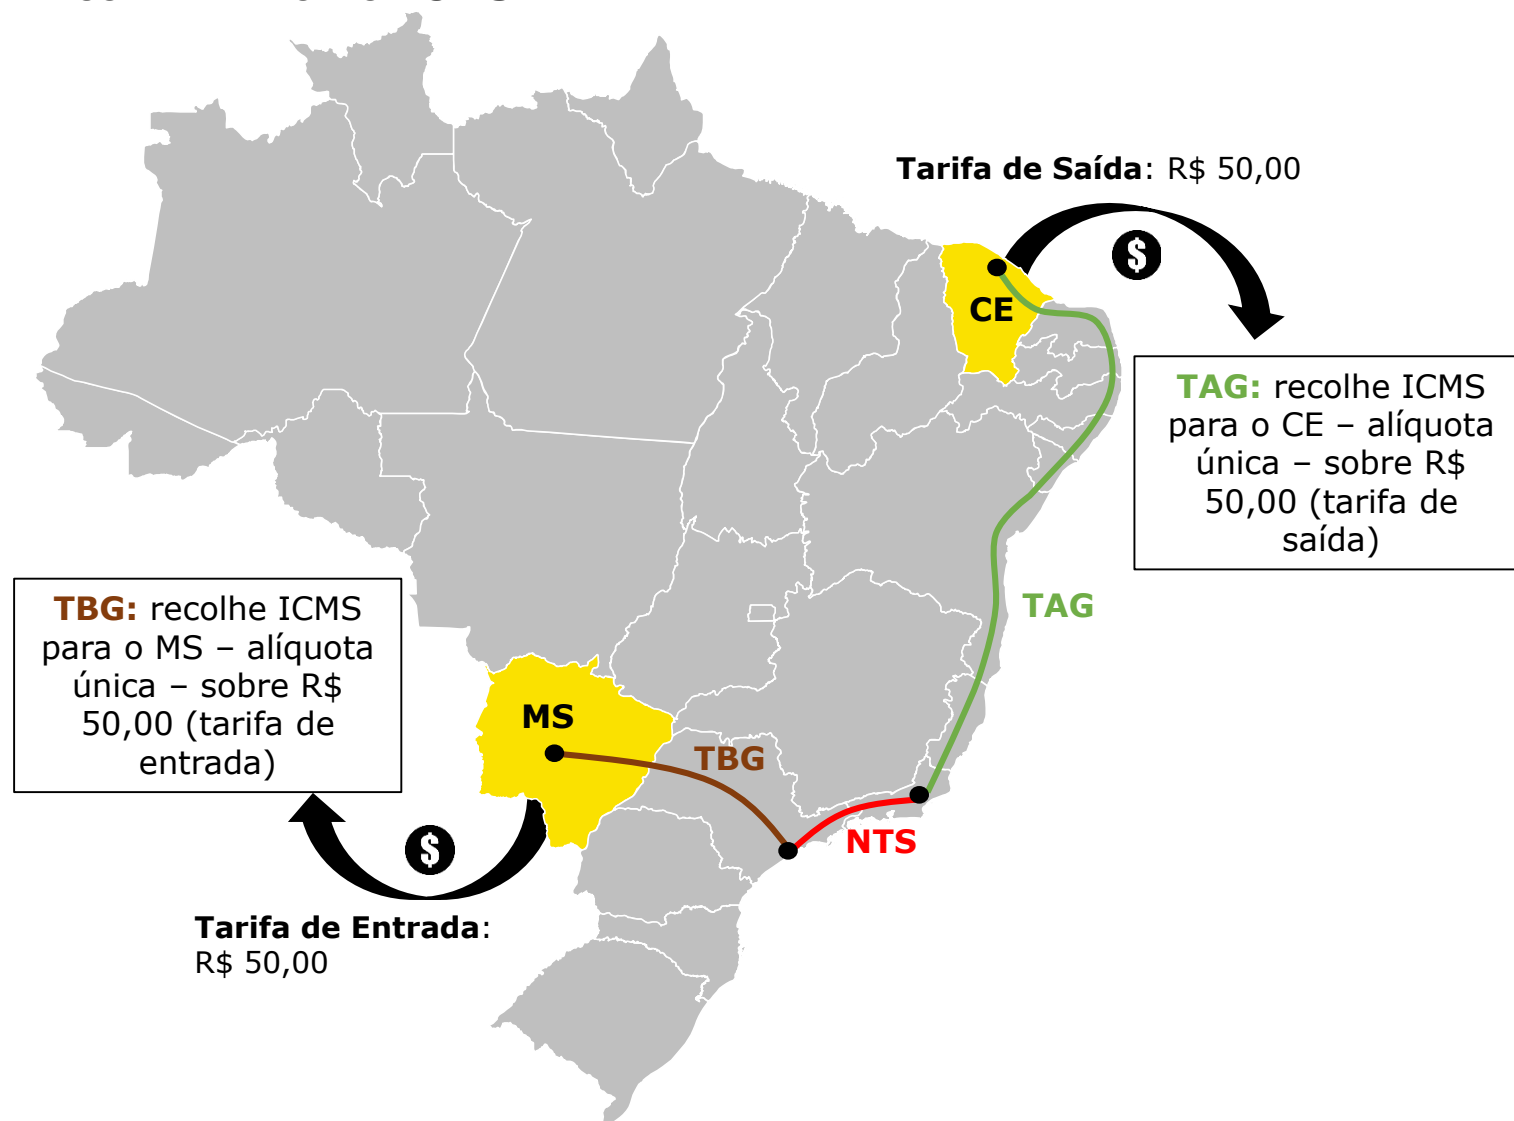 Tarifa de Saída: R$ 50,00
$
CE
TAG: recolhe ICMS
para o CE – alíquota
única – sobre R$
50,00 (tarifa de
saída)
TBG: recolhe ICMS
para o MS – alíquota
única – sobre R$
50,00 (tarifa de
entrada)
TAG
MS
TBG
NTS
$
Tarifa de Entrada:
R$ 50,00